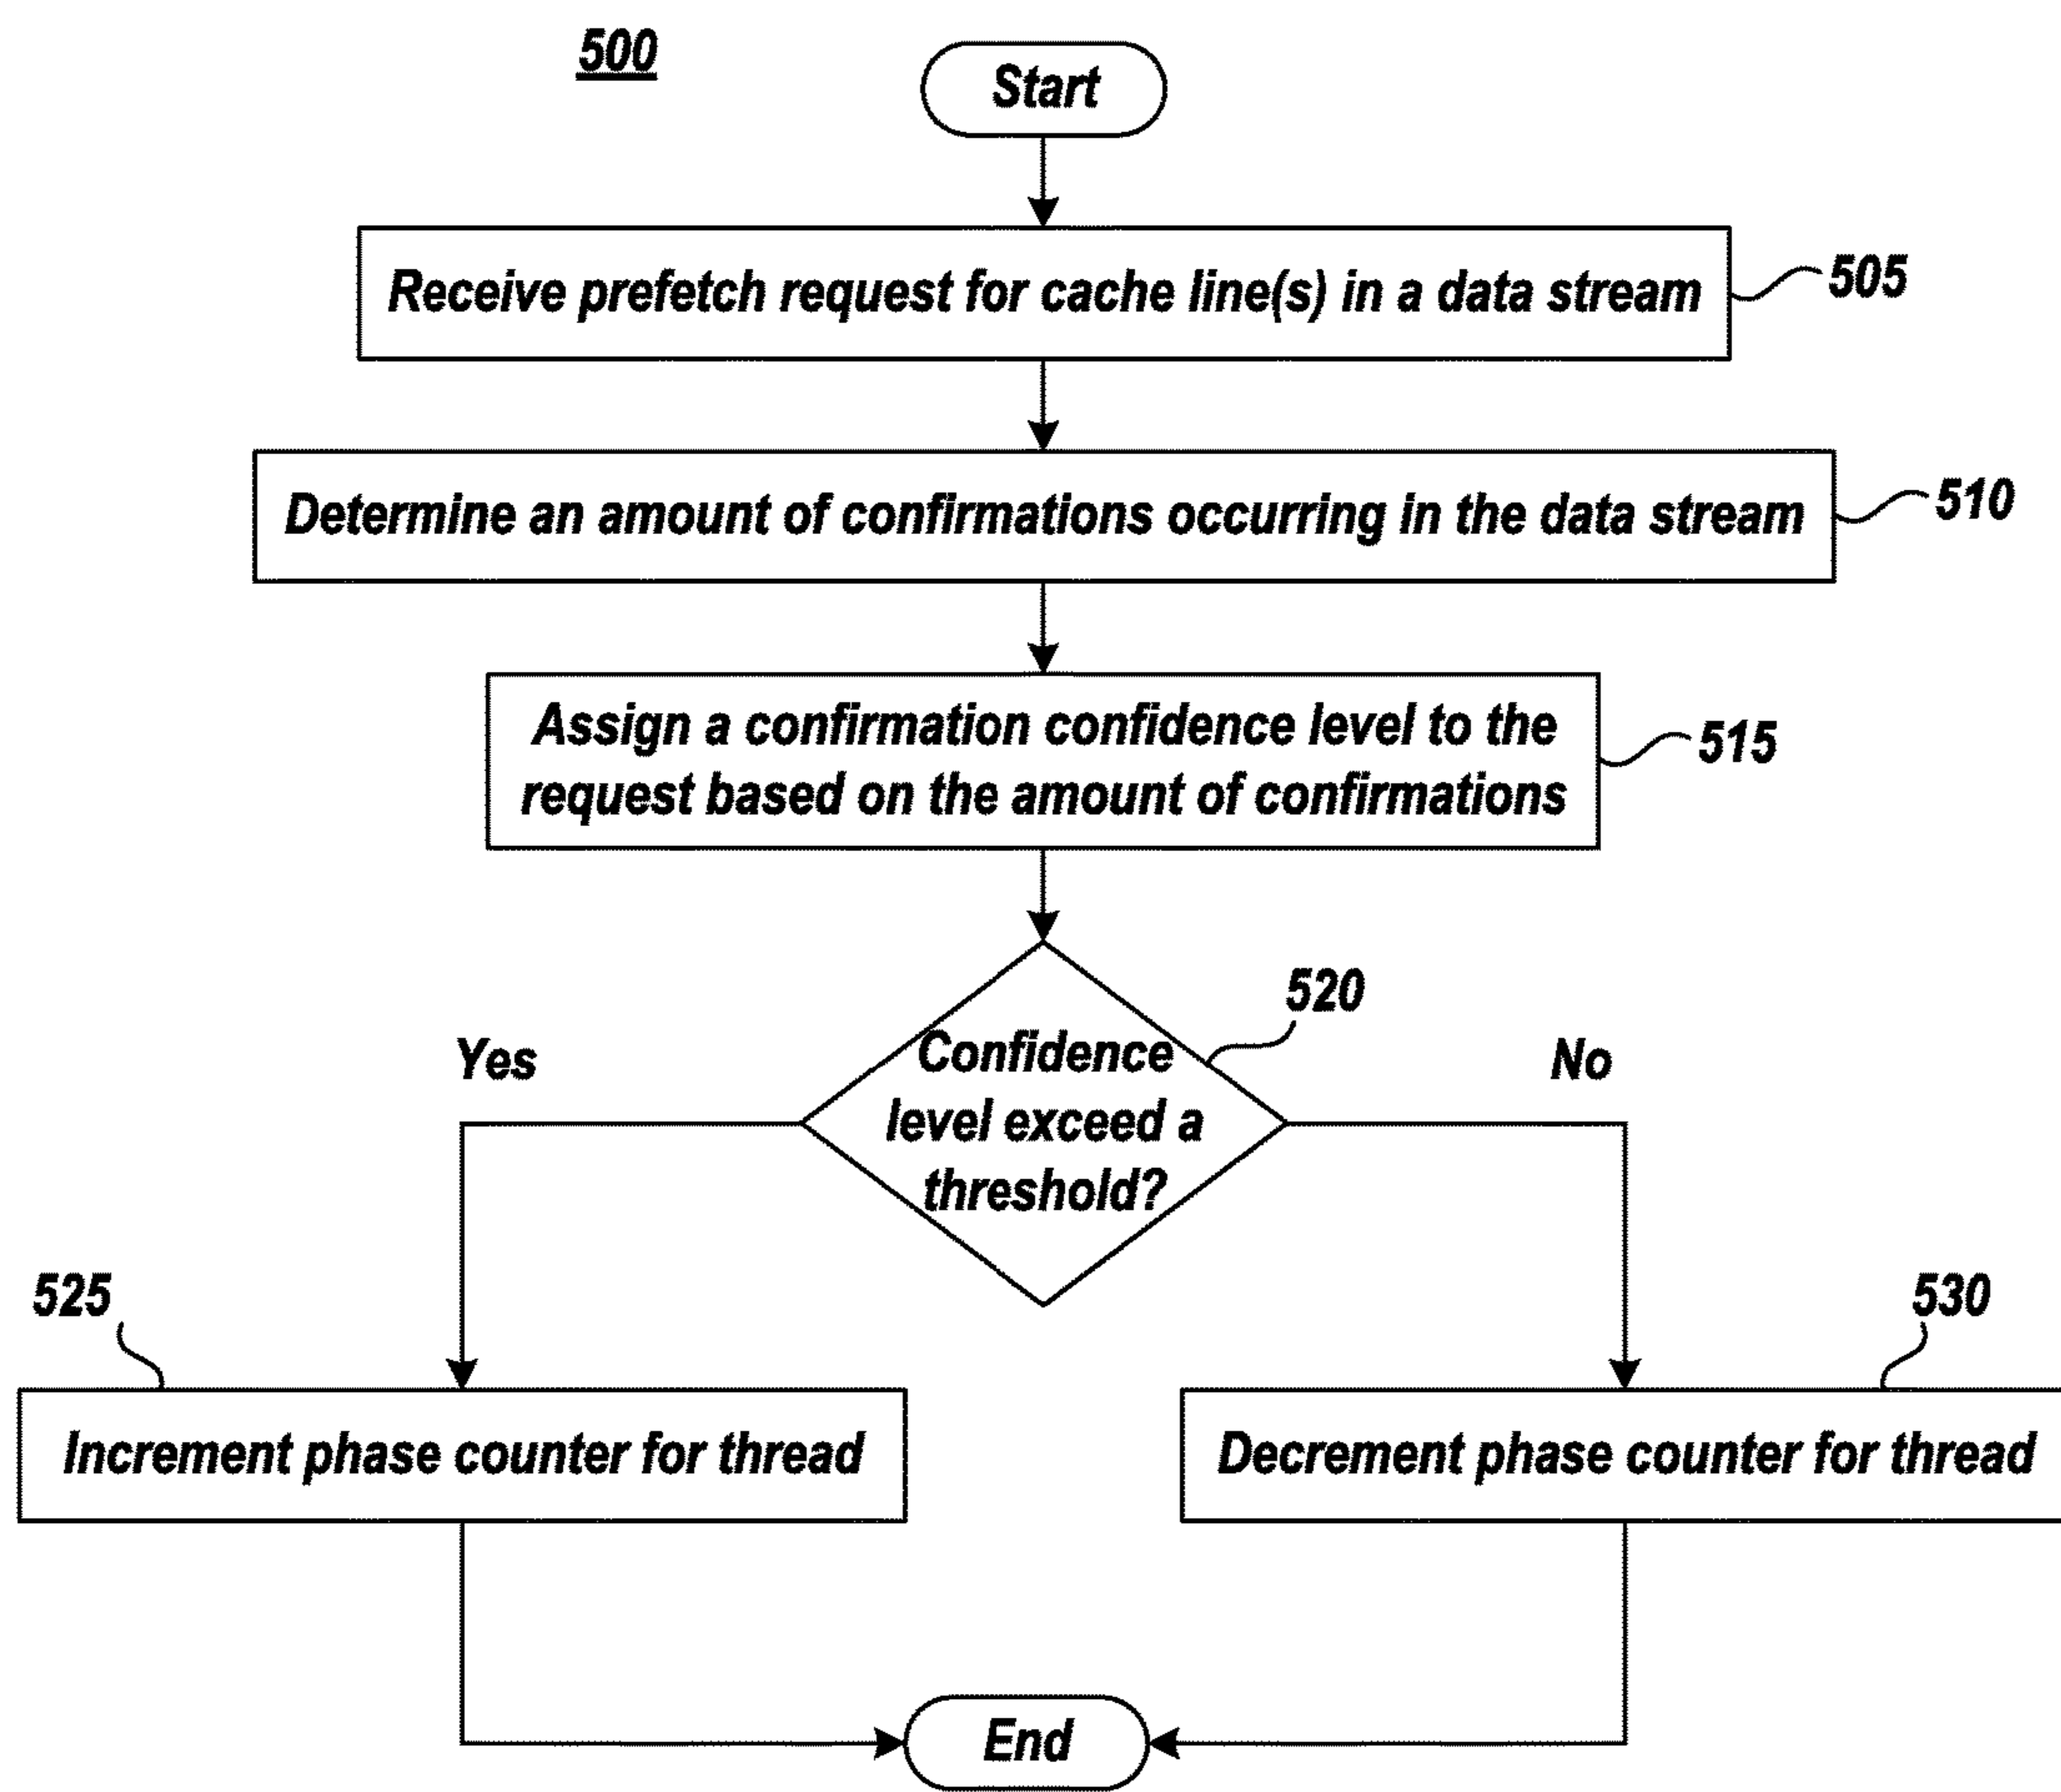 500
Start
Receive prefetch request for cache line(s) in a data stream
505
Determine an amount of confirmations occurring in the data stream
510
Assign a confirmation confidence level to the
request based on the amount of confirmations
515
520
Confidence
level exceed a
threshold?
Yes
No
525
530
Increment phase counter for thread
Decrement phase counter for thread
End